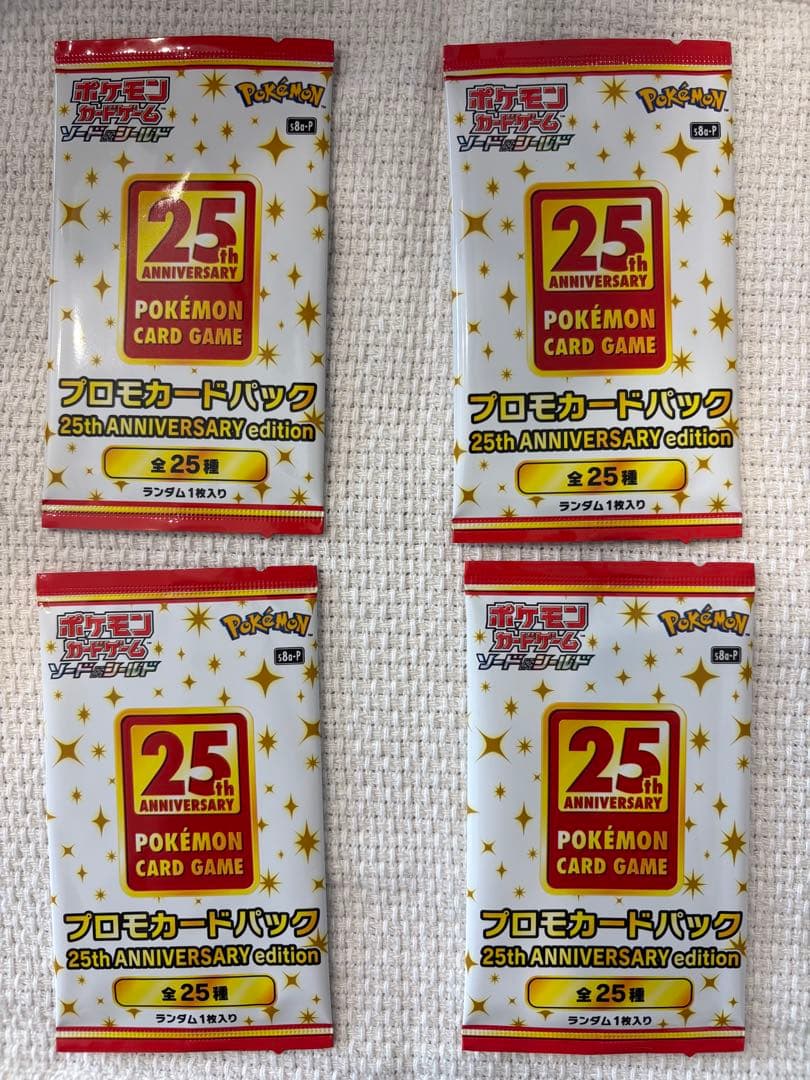 ポケモン
カードゲーム
ソード&シールド
Pokémon
s8a-P
25th
ANNIVERSARY
POKÉMON
CARD GAME
プロモカードパック
25th ANNIVERSARY edition
全25種
ランダム1枚入り
ポケモン
カードゲーム
ソード&シールド
Pokémon
s8a-P
25th
ANNIVERSARY
POKÉMON
CARD GAME
プロモカードパック
25th ANNIVERSARY edition
全25種
ランダム1枚入り
ポケモン
カードゲーム
ソード&シールド
Pokémon
s8a-P
25th
ANNIVERSARY
POKÉMON
CARD GAME
プロモカードパック
25th ANNIVERSARY edition
全25種
ランダム1枚入り
ポケモン
カードゲーム
ソード&シールド
Pokémon
s8a-P
25th
ANNIVERSARY
POKÉMON
CARD GAME
プロモカードパック
25th ANNIVERSARY edition
全25種
ランダム1枚入り